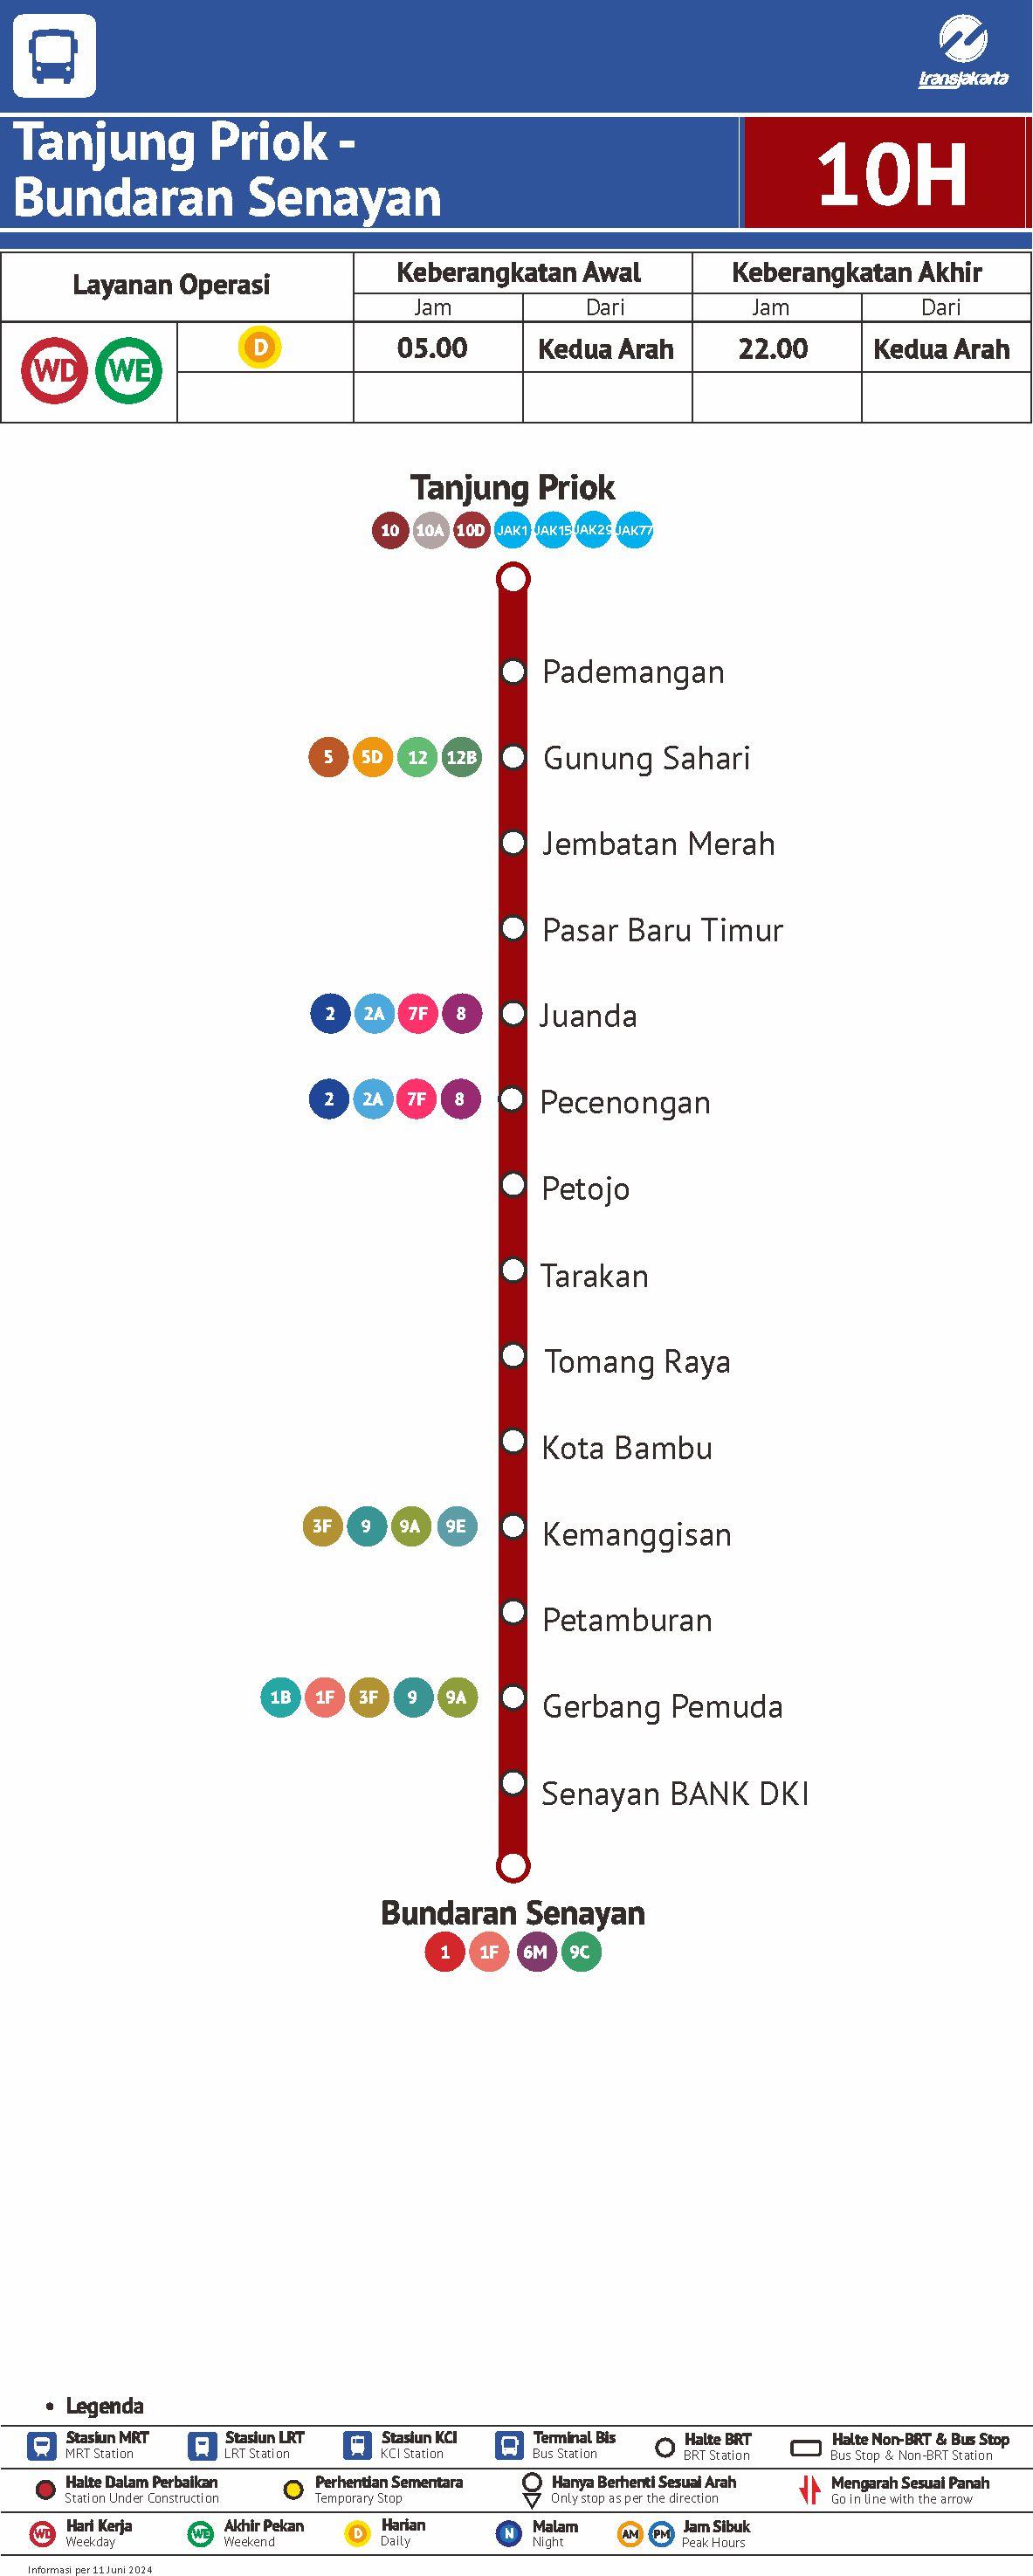 transjakarta
Tanjung Priok -
Bundaran Senayan
10H
Layanan Operasi
Keberangkatan Awal
Keberangkatan Akhir
Jam
Dari
Jam
Dari
WD
WE
D
05.00
Kedua Arah
22.00
Kedua Arah
Tanjung Priok
10 10A 10D JAK1 JAK15 JAK29 JAK77
Pademangan
5 5D 12 12B Gunung Sahari
Jembatan Merah
Pasar Baru Timur
2 2A 7F 8 Juanda
2 2A 7F 8 Pecenongan
Petojo
Tarakan
Tomang Raya
Kota Bambu
3F 9 9A 9E Kemanggisan
Petamburan
1B 1F 3F 9 9A Gerbang Pemuda
Senayan BANK DKI
Bundaran Senayan
1 1F 6M 9C
• Legenda
Stasiun MRT
MRT Station
Stasiun LRT
LRT Station
Stasiun KCI
KCI Station
Terminal Bis
Bus Station
Halte BRT
BRT Station
Halte Non-BRT & Bus Stop
Bus Stop & Non-BRT Station
Halte Dalam Perbaikan
Station Under Construction
Perhentian Sementara
Temporary Stop
Hanya Berhenti Sesuai Arah
Only stop as per the direction
Mengarah Sesuai Panah
Go in line with the arrow
WD
Hari Kerja
Weekday
WE
Akhir Pekan
Weekend
D
Harian
Daily
N
Malam
Night
AM PM
Jam Sibuk
Peak Hours
Informasi per 11 Juni 2024